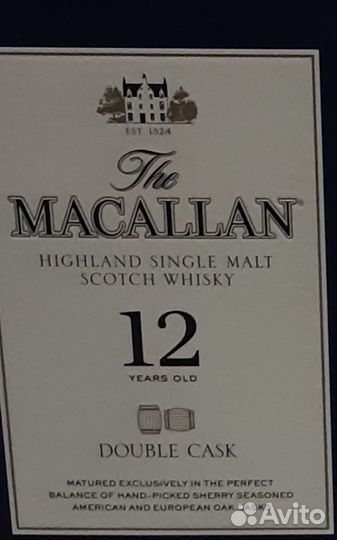 EST. 1824
The
MACALLAN
HIGHLAND SINGLE MALT
SCOTCH WHISKY
12
YEARS OLD
DOUBLE CASK
MATURED EXCLUSIVELY IN THE PERFECT
BALANCE OF HAND-PICKED SHERRY SEASONED
AMERICAN AND EUROPEAN OAK CASKS
Avito